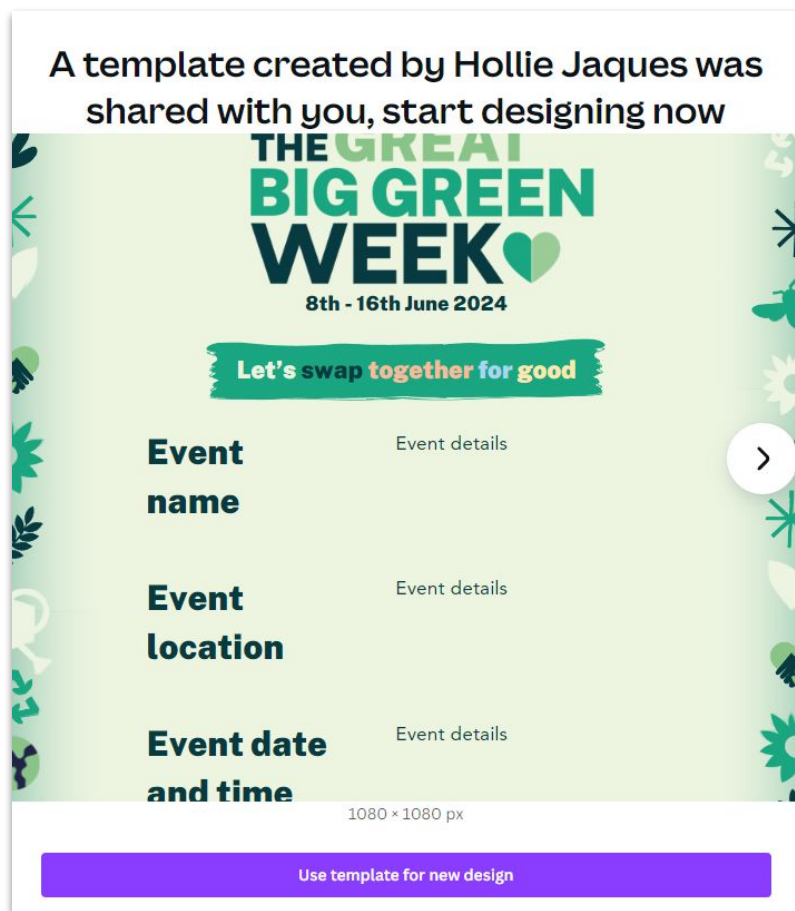 A template created by Hollie Jaques was
shared with you, start designing now
THE GREAT
BIG GREEN
WEEK
8th - 16th June 2024
Let's swap together for good
Event
name
Event details
Event
location
Event details
Event date
and time
Event details
1080 × 1080 px
Use template for new design